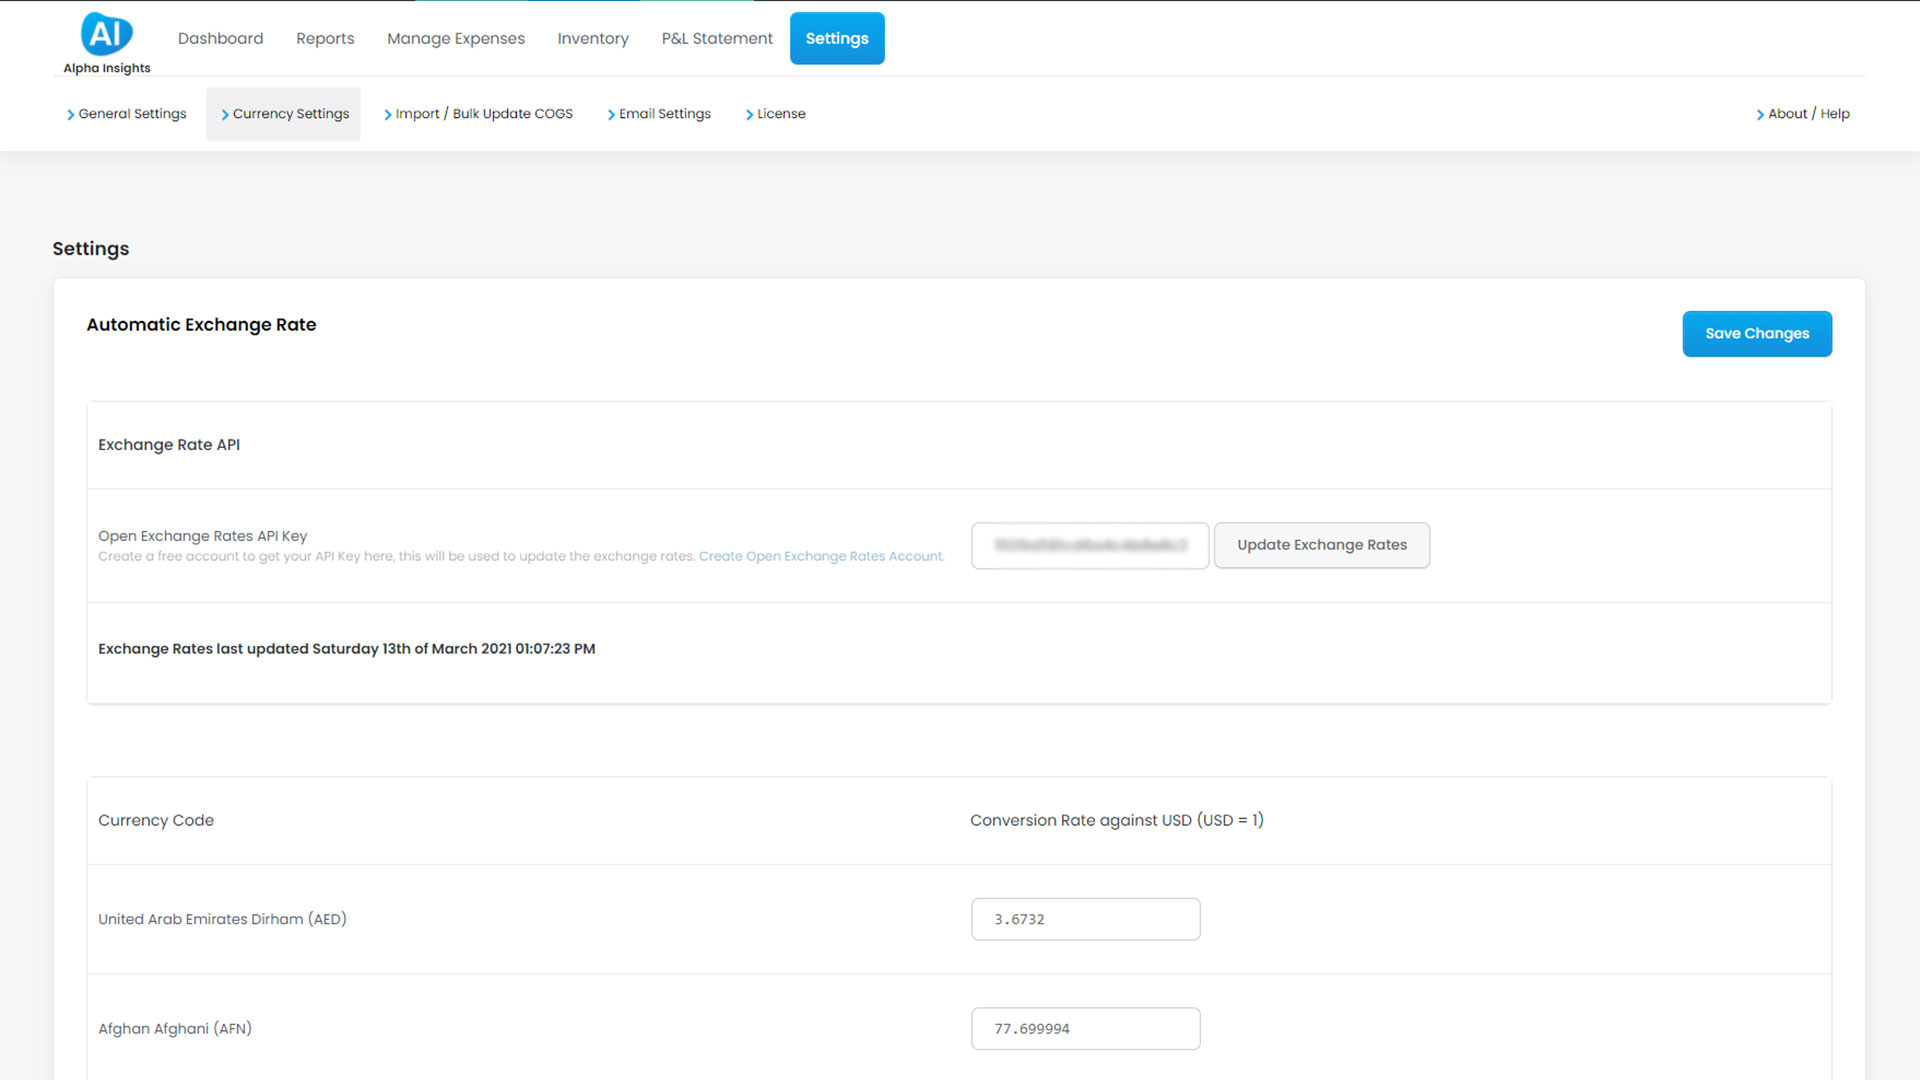 AI
Alpha Insights
Dashboard Reports Manage Expenses Inventory P&L Statement Settings
General Settings Currency Settings Import / Bulk Update COGS Email Settings License About / Help
Settings
Automatic Exchange Rate
Save Changes
Exchange Rate API
Open Exchange Rates API Key
Create a free account to get your API Key here, this will be used to update the exchange rates. Create Open Exchange Rates Account.
Update Exchange Rates
Exchange Rates last updated Saturday 13th of March 2021 01:07:23 PM
Currency Code Conversion Rate against USD (USD = 1)
United Arab Emirates Dirham (AED) 3.6732
Afghan Afghani (AFN) 77.699994